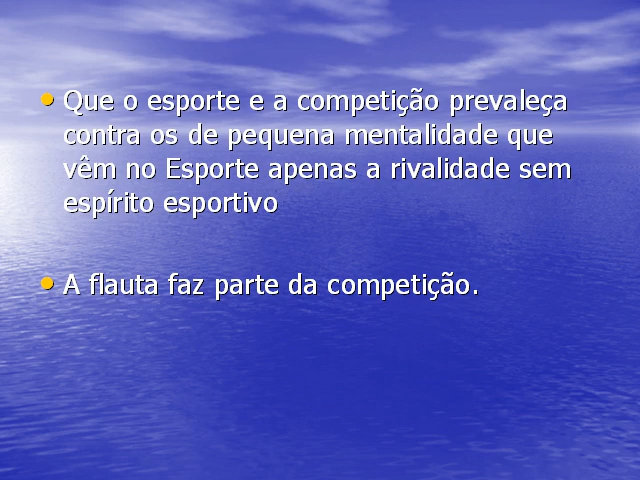 • Que o esporte e a competição prevaleça
contra os de pequena mentalidade que
vêm no Esporte apenas a rivalidade sem
espírito esportivo
• A flauta faz parte da competição.